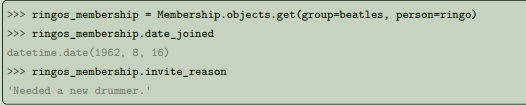 >>> ringos_membership = Membership.objects.get(group=beatles, person=ringo)
>>> ringos_membership.date_joined
datetime.date(1962, 8, 16)
>>> ringos_membership.invite_reason
'Needed a new drummer.'